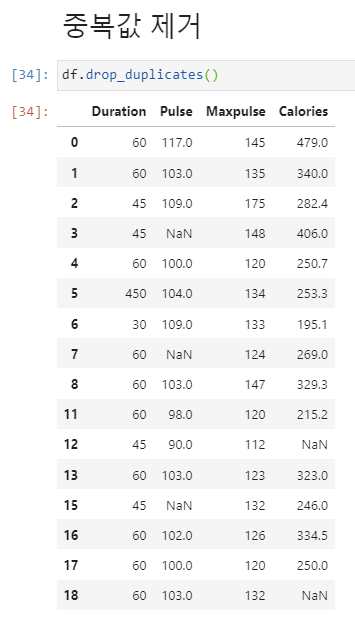 중복값 제거
[34]: df.drop_duplicates()
[34]: Duration Pulse Maxpulse Calories
0 60 117.0 145 479.0
1 60 103.0 135 340.0
2 45 109.0 175 282.4
3 45 NaN 148 406.0
4 60 100.0 120 250.7
5 450 104.0 134 253.3
6 30 109.0 133 195.1
7 60 NaN 124 269.0
8 60 103.0 147 329.3
11 60 98.0 120 215.2
12 45 90.0 112 NaN
13 60 103.0 123 323.0
15 45 NaN 132 246.0
16 60 102.0 126 334.5
17 60 100.0 120 250.0
18 60 103.0 132 NaN